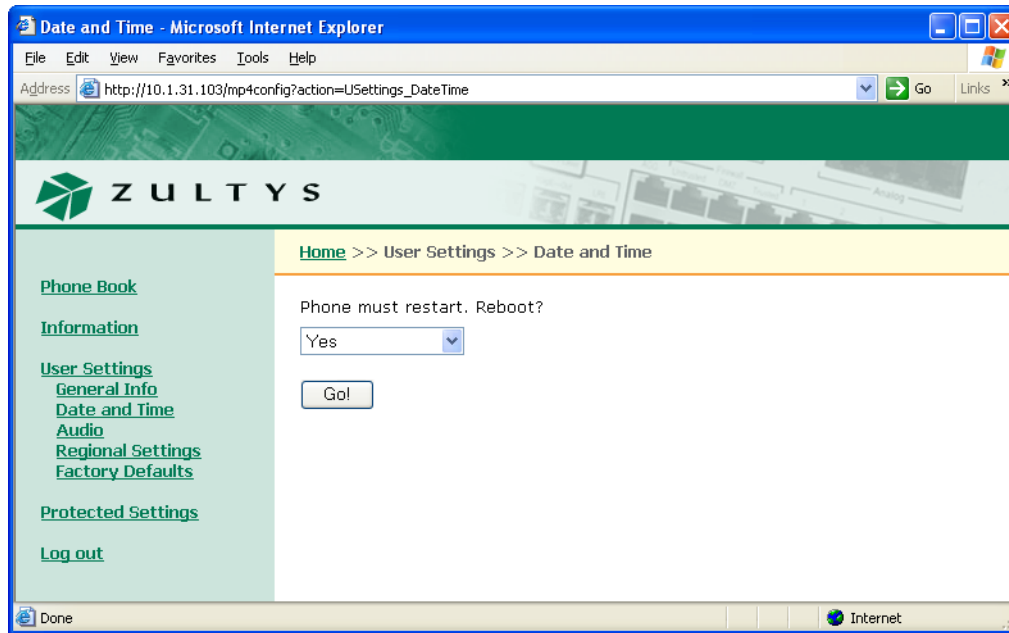 Date and Time - Microsoft Internet Explorer
File Edit View Favorites Tools Help
Address http://10.1.31.103/mp4config?action=USettings_DateTime Go Links »
ZULTYS
Analog
Home >> User Settings >> Date and Time
Phone Book
Information
User Settings
General Info
Date and Time
Audio
Regional Settings
Factory Defaults
Protected Settings
Log out
Phone must restart. Reboot?
Yes
Go!
Done Internet